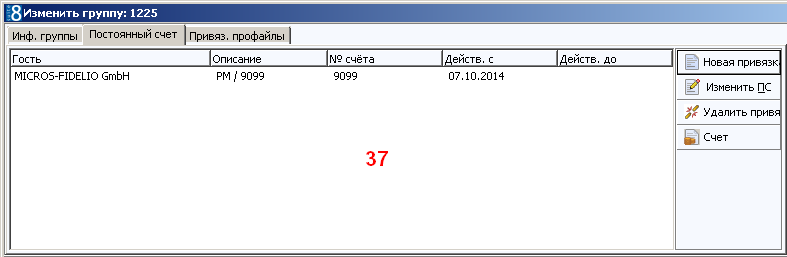 8 Изменить группу: 1225
Инф. группы Постоянный счет Привяз. профайлы
Гость Описание № счёта Действ. с Действ. до
MICROS-FIDELIO GmbH PM / 9099 9099 07.10.2014
Новая привязк
Изменить ПС
Удалить привя
Счет
37